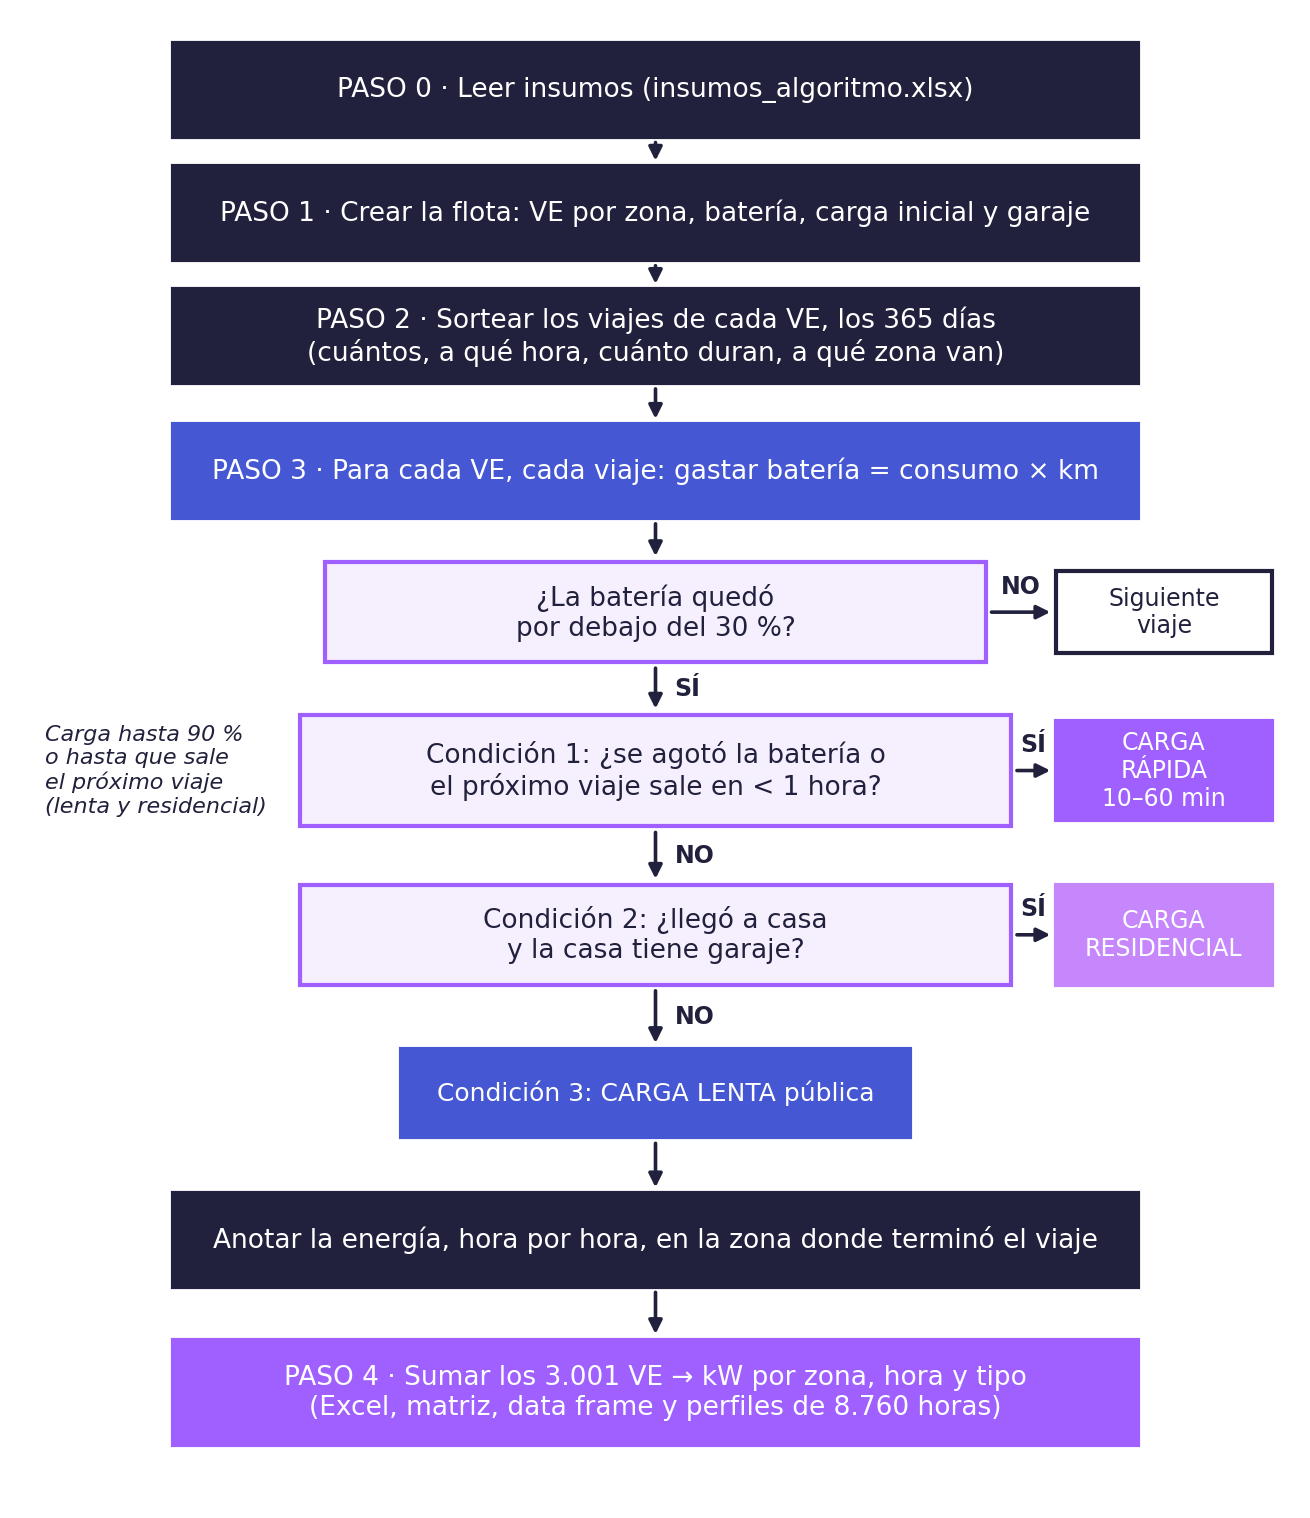 PASO 0 · Leer insumos (insumos_algoritmo.xlsx)
PASO 1 · Crear la flota: VE por zona, batería, carga inicial y garaje
PASO 2 · Sortear los viajes de cada VE, los 365 días
(cuántos, a qué hora, cuánto duran, a qué zona van)
PASO 3 · Para cada VE, cada viaje: gastar batería = consumo × km
¿La batería quedó
por debajo del 30 %?
NO
Siguiente
viaje
SÍ
Carga hasta 90 %
o hasta que sale
el próximo viaje
(lenta y residencial)
Condición 1: ¿se agotó la batería o
el próximo viaje sale en < 1 hora?
SÍ
CARGA
RÁPIDA
10–60 min
NO
Condición 2: ¿llegó a casa
y la casa tiene garaje?
SÍ
CARGA
RESIDENCIAL
NO
Condición 3: CARGA LENTA pública
Anotar la energía, hora por hora, en la zona donde terminó el viaje
PASO 4 · Sumar los 3.001 VE → kW por zona, hora y tipo
(Excel, matriz, data frame y perfiles de 8.760 horas)